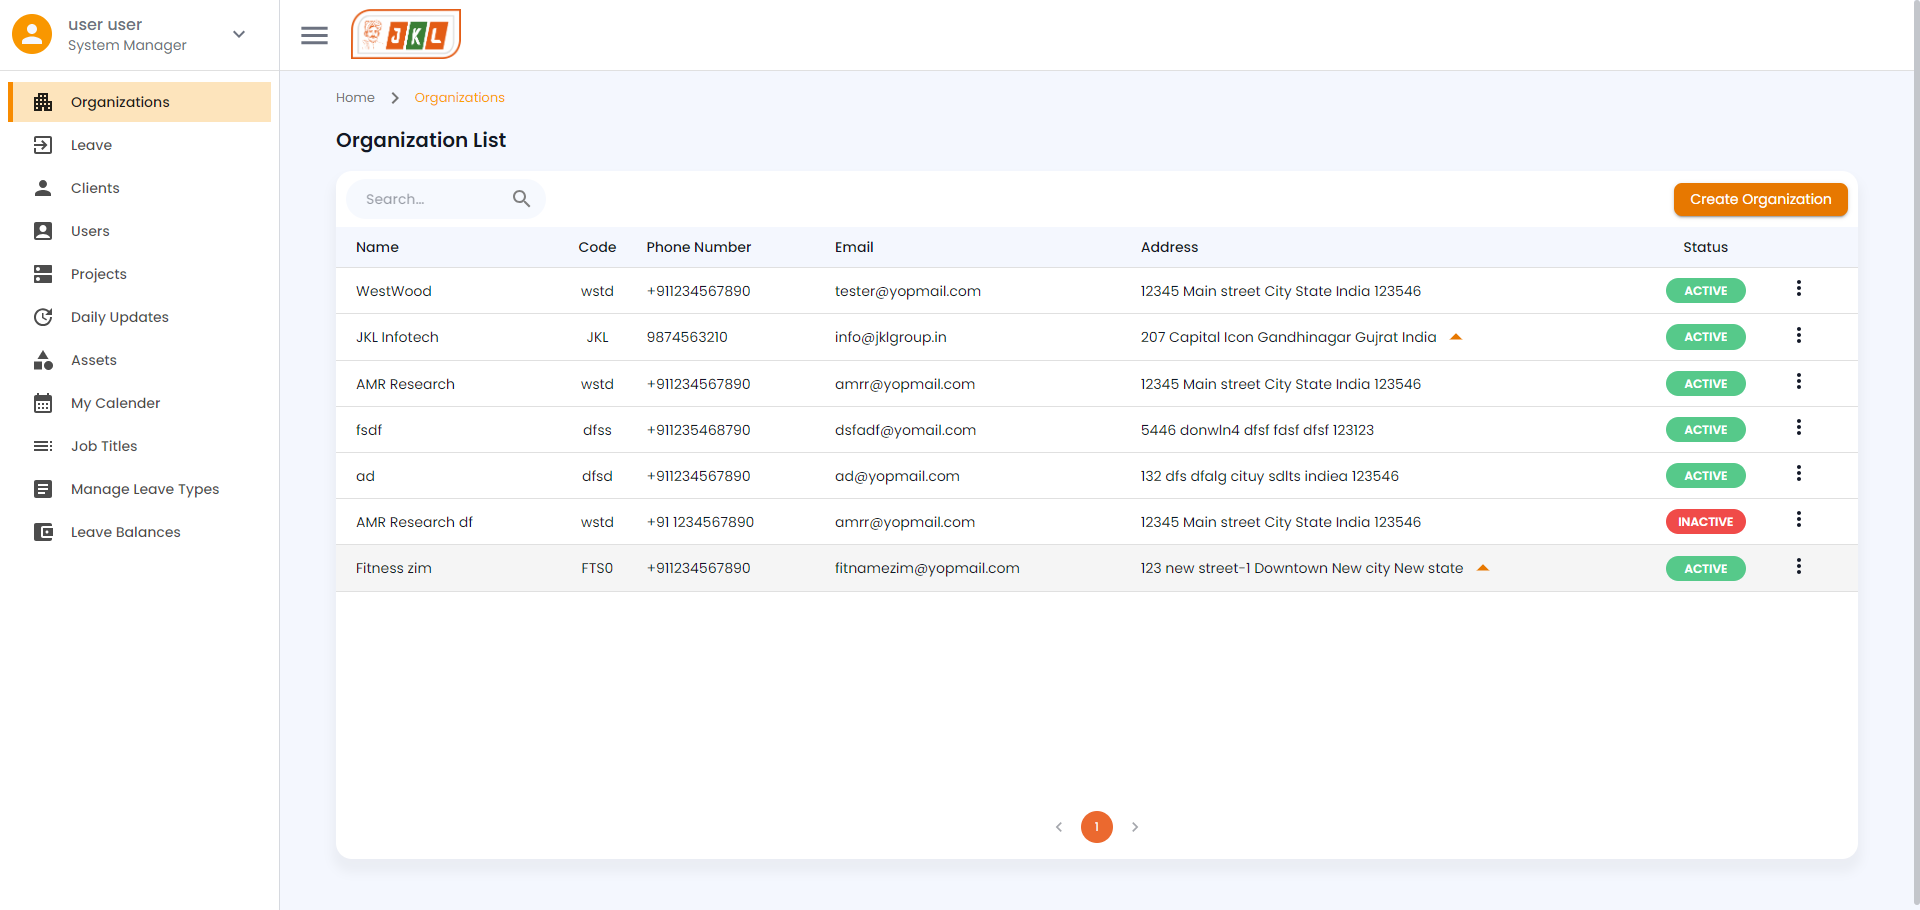 user user
System Manager
JKL
Organizations
Leave
Clients
Users
Projects
Daily Updates
Assets
My Calender
Job Titles
Manage Leave Types
Leave Balances
Home Organizations
Organization List
Search... Create Organization
Name Code Phone Number Email Address Status
WestWood wstd +911234567890 tester@yopmail.com 12345 Main street City State India 123546 ACTIVE
JKL Infotech JKL 9874563210 info@jklgroup.in 207 Capital Icon Gandhinagar Gujrat India ACTIVE
AMR Research wstd +911234567890 amrr@yopmail.com 12345 Main street City State India 123546 ACTIVE
fsdf dfss +911235468790 dsfadf@yomail.com 5446 donwln4 dfsf fdsf dfsf 123123 ACTIVE
ad dfsd +911234567890 ad@yopmail.com 132 dfs dfalg cituy sdlts indiea 123546 ACTIVE
AMR Research df wstd +91 1234567890 amrr@yopmail.com 12345 Main street City State India 123546 INACTIVE
Fitness zim FTS0 +911234567890 fitnamezim@yopmail.com 123 new street-1 Downtown New city New state ACTIVE
1